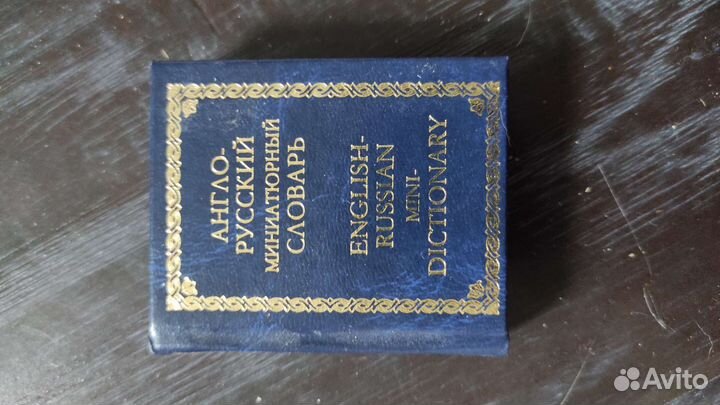 АНГЛО-
РУССКИЙ
МИНИАТЮРНЫЙ
СЛОВАРЬ
ENGLISH-
RUSSIAN
MINI-
DICTIONARY
Avito